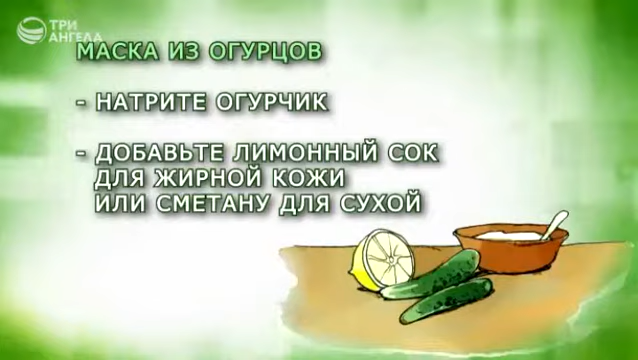 ТРИ
АНГЕЛА
МАСКА ИЗ ОГУРЦОВ
- НАТРИТЕ ОГУРЧИК
- ДОБАВЬТЕ ЛИМОННЫЙ СОК
ДЛЯ ЖИРНОЙ КОЖИ
ИЛИ СМЕТАНУ ДЛЯ СУХОЙ